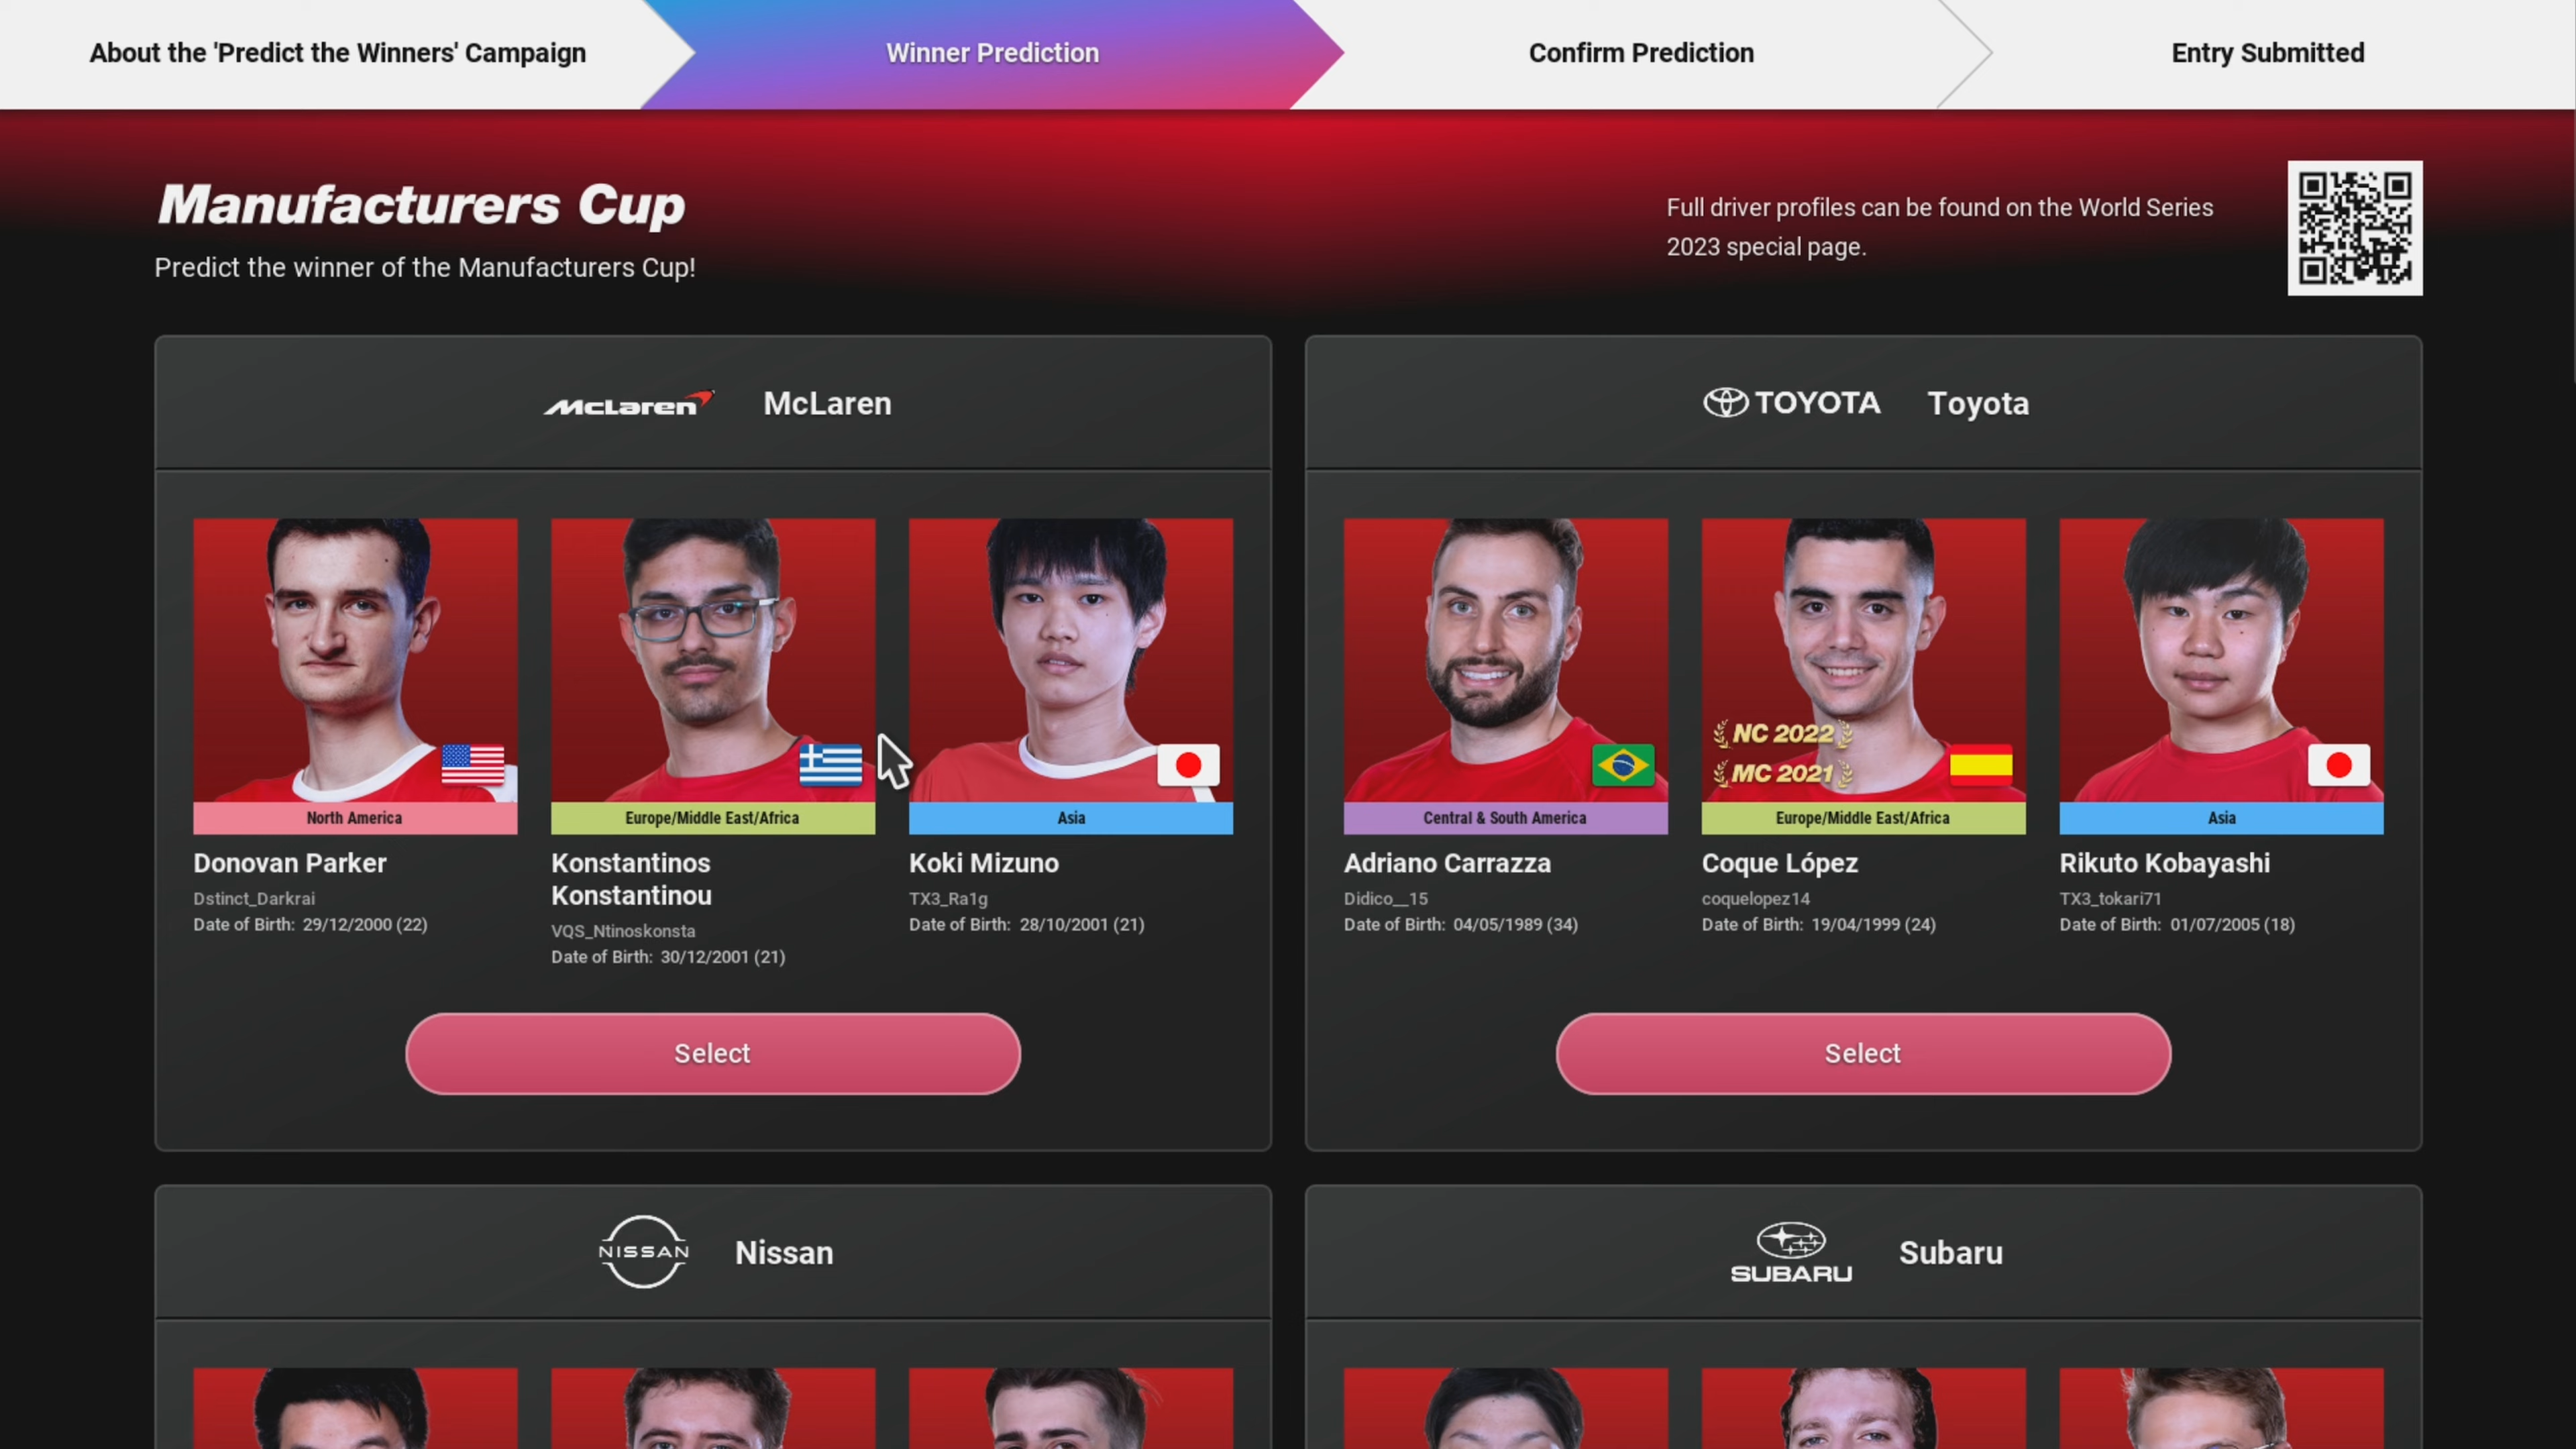 About the 'Predict the Winners' Campaign
Winner Prediction
Confirm Prediction
Entry Submitted
Manufacturers Cup
Predict the winner of the Manufacturers Cup!
Full driver profiles can be found on the World Series
2023 special page.
McLaren McLaren
North America
Donovan Parker
Dstinct_Darkrai
Date of Birth: 29/12/2000 (22)
Europe/Middle East/Africa
Konstantinos
Konstantinou
VQS_Ntinoskonsta
Date of Birth: 30/12/2001 (21)
Asia
Koki Mizuno
TX3_Ra1g
Date of Birth: 28/10/2001 (21)
Select
TOYOTA Toyota
Central & South America
Adriano Carrazza
Didico__15
Date of Birth: 04/05/1989 (34)
NC 2022
MC 2021
Europe/Middle East/Africa
Coque López
coquelopez14
Date of Birth: 19/04/1999 (24)
Asia
Rikuto Kobayashi
TX3_tokari71
Date of Birth: 01/07/2005 (18)
Select
NISSAN Nissan
SUBARU Subaru